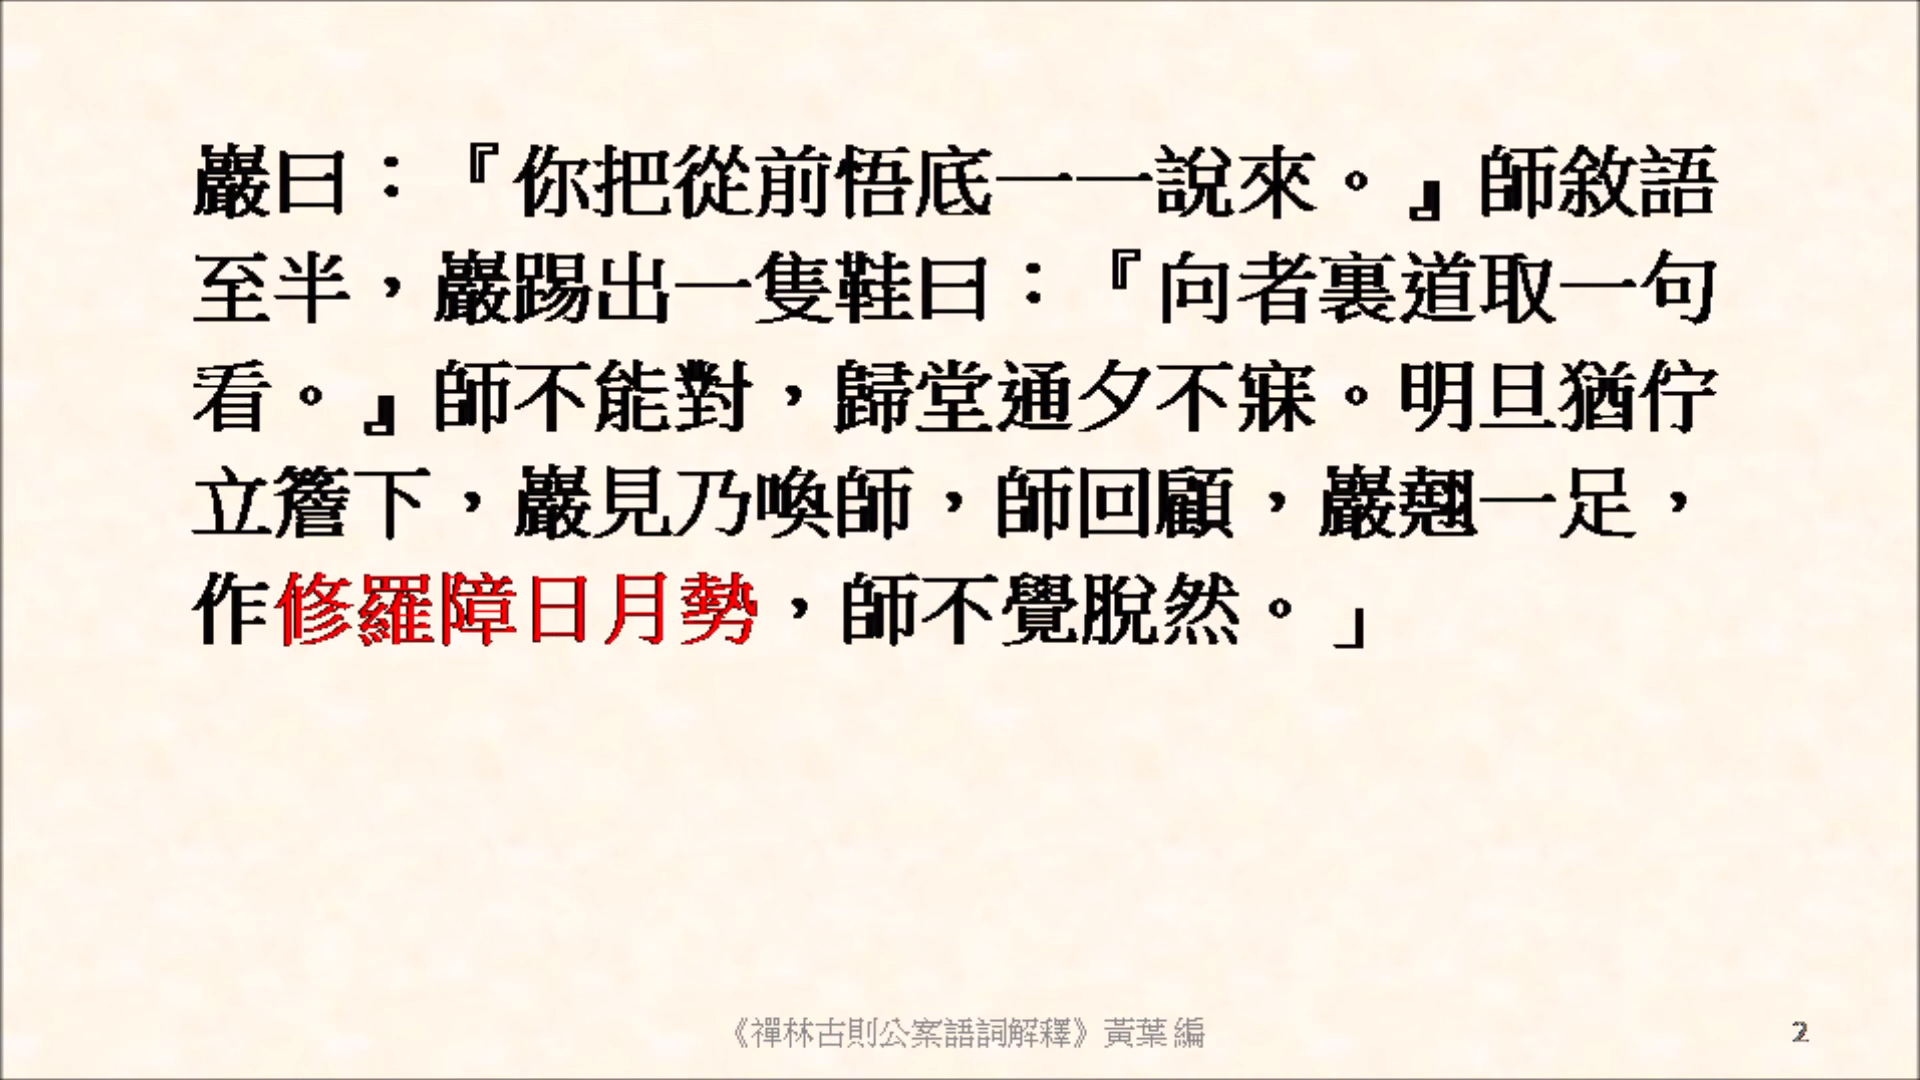 巖曰：『你把從前悟底一一說來。』師敘語
至半，巖踢出一隻鞋曰：『向者裏道取一句
看。』師不能對，歸堂通夕不寐。明旦猶佇
立簷下，巖見乃喚師，師回顧，巖翹一足，
作修羅障日月勢，師不覺脫然。」
《禪林古則公案語詞解釋》黃葉 編
2